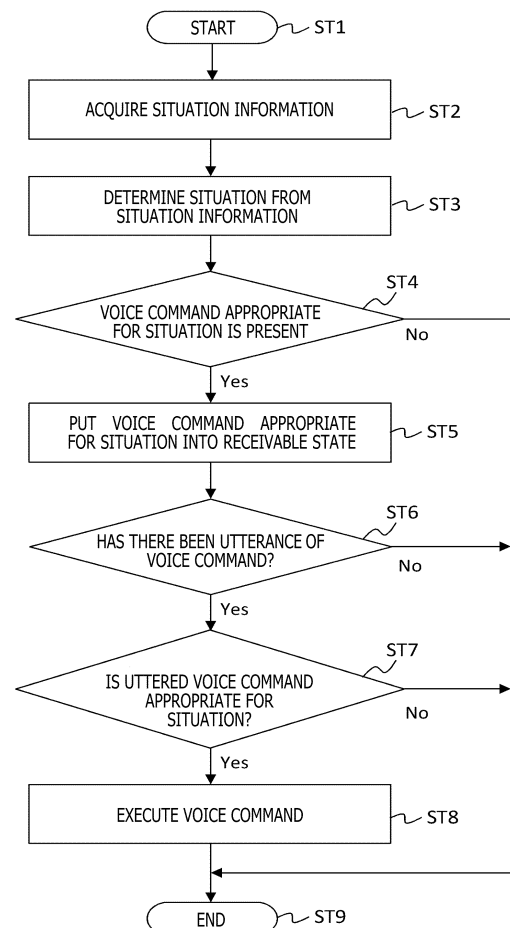 START
ST1
ACQUIRE SITUATION INFORMATION
ST2
DETERMINE SITUATION FROM
SITUATION INFORMATION
ST3
ST4
VOICE COMMAND APPROPRIATE
FOR SITUATION IS PRESENT
No
Yes
PUT VOICE COMMAND APPROPRIATE
FOR SITUATION INTO RECEIVABLE STATE
ST5
ST6
HAS THERE BEEN UTTERANCE OF
VOICE COMMAND?
No
Yes
ST7
IS UTTERED VOICE COMMAND
APPROPRIATE FOR
SITUATION?
No
Yes
EXECUTE VOICE COMMAND
ST8
END
ST9